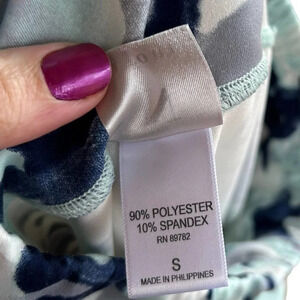 90% POLYESTER
10% SPANDEX
RN 89782
S
MADE IN PHILIPPINES